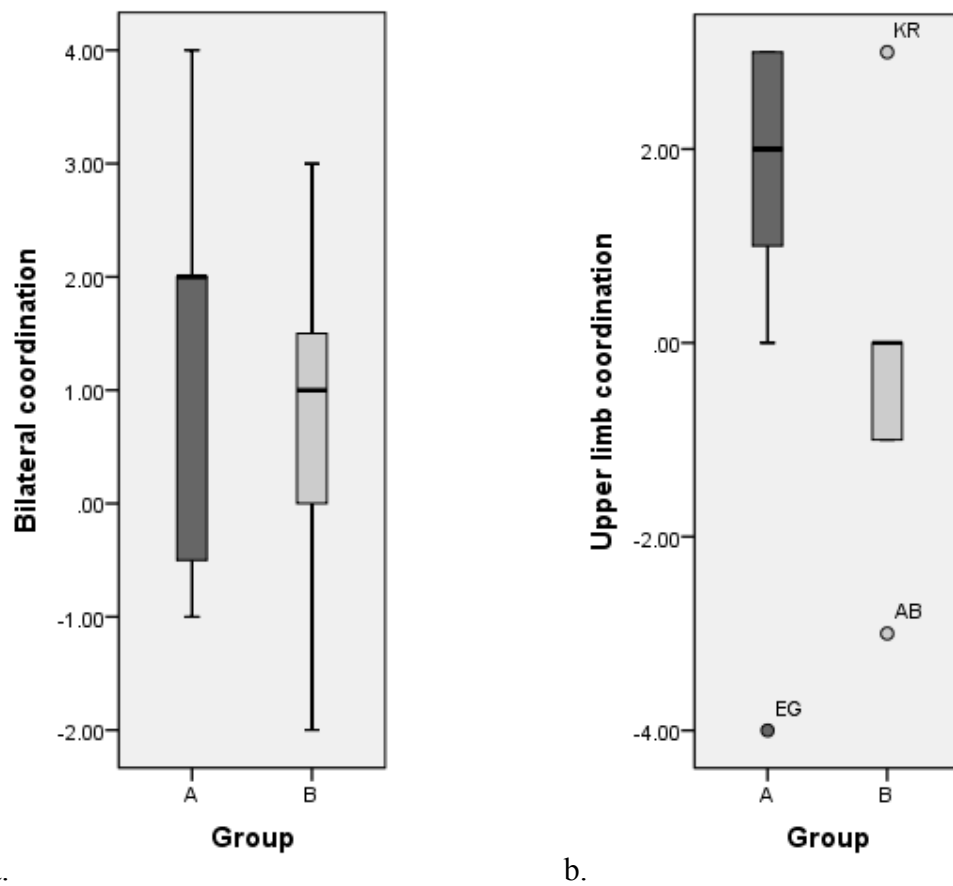 Bilateral coordination
4.00
3.00
2.00
1.00
.00
-1.00
-2.00
A
B
Group
Upper limb coordination
2.00
.00
-2.00
-4.00
KR
AB
EG
A
B
Group
b.